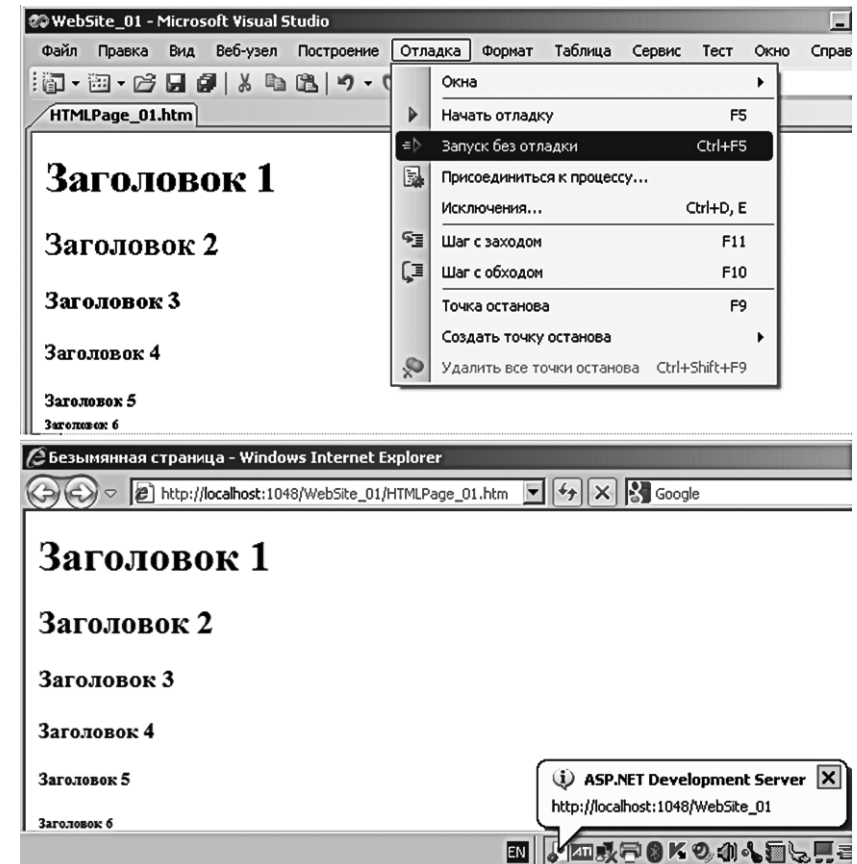 WebSite_01 - Microsoft Visual Studio
Файл Правка Вид Веб-узел Построение Отладка Формат Таблица Сервис Тест Окно Справ
HTMLPage_01.htm
Окна
Начать отладку F5
Запуск без отладки Ctrl+F5
Присоединиться к процессу...
Исключения... Ctrl+D, E
Шаг с заходом F11
Шаг с обходом F10
Точка останова F9
Создать точку останова
Удалить все точки останова Ctrl+Shift+F9
Заголовок 1
Заголовок 2
Заголовок 3
Заголовок 4
Заголовок 5
Заголовок 6
Безымянная страница - Windows Internet Explorer
http://localhost:1048/WebSite_01/HTMLPage_01.htm Google
Заголовок 1
Заголовок 2
Заголовок 3
Заголовок 4
Заголовок 5
Заголовок 6
ASP.NET Development Server
http://localhost:1048/WebSite_01
EN ATI K